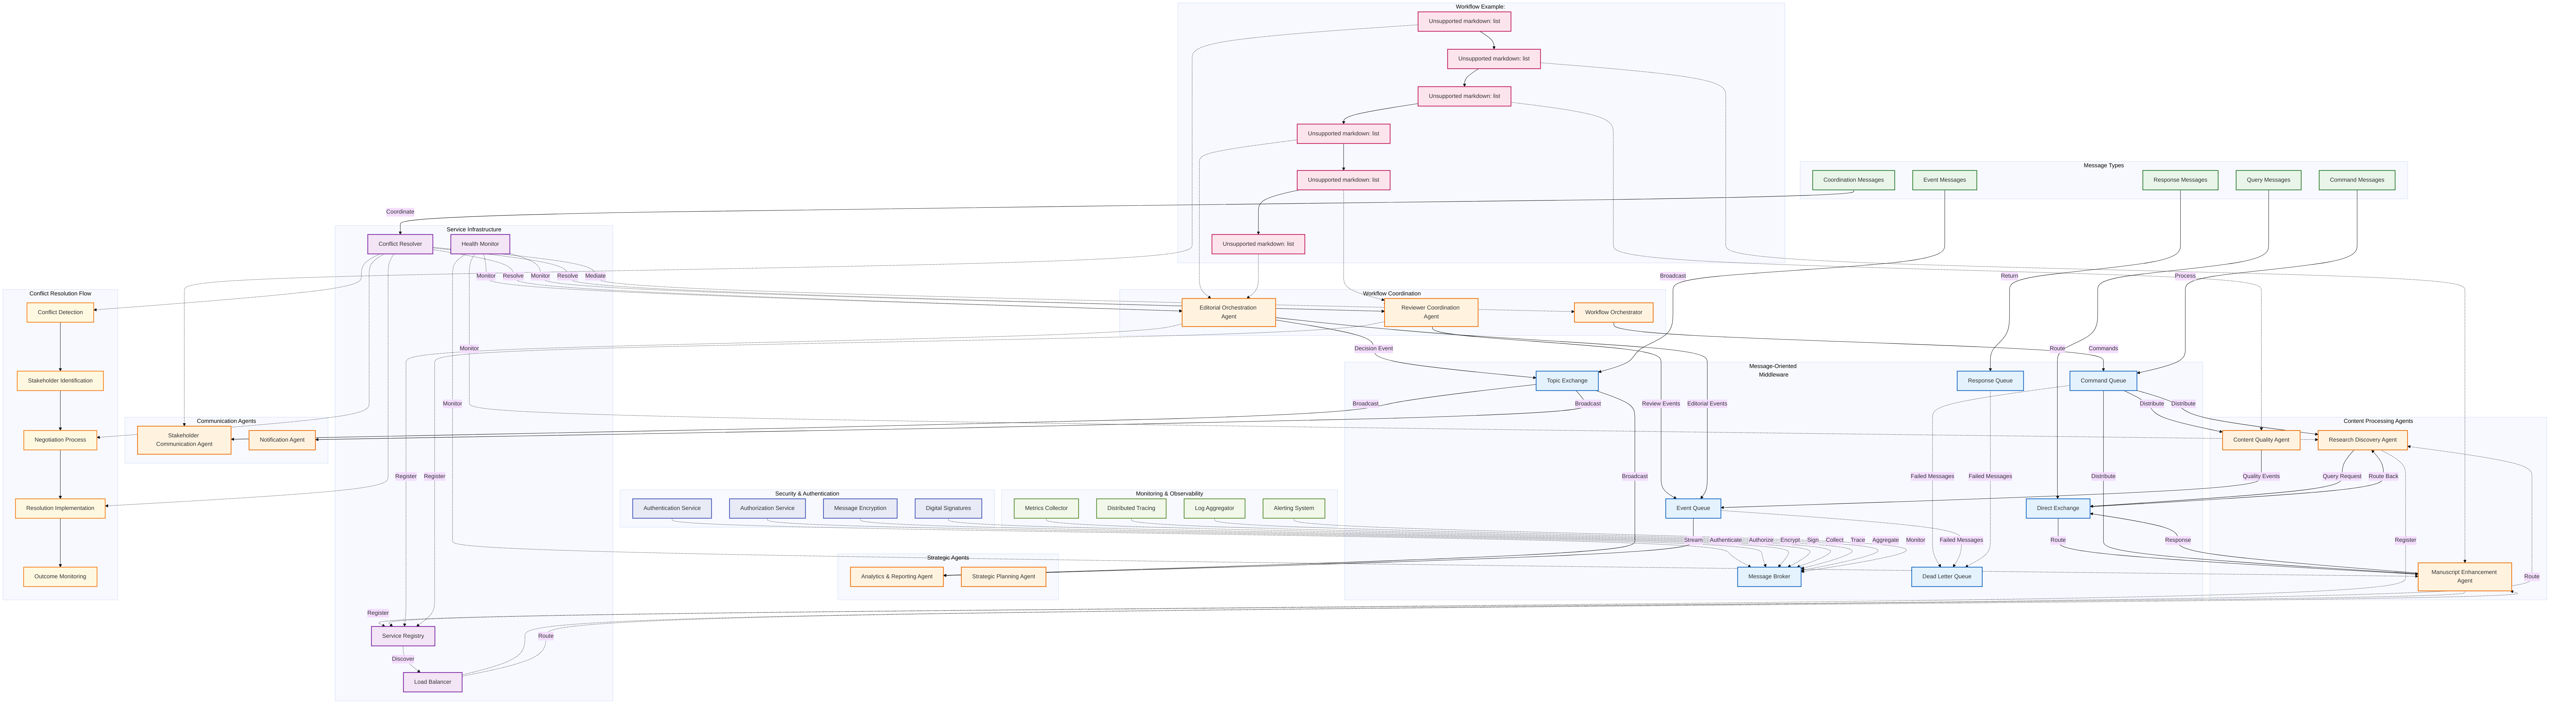 Workflow Example:
Unsupported markdown: list
Unsupported markdown: list
Unsupported markdown: list
Unsupported markdown: list
Unsupported markdown: list
Unsupported markdown: list
Message Types
Coordination Messages
Event Messages
Response Messages
Query Messages
Command Messages
Coordinate
Service Infrastructure
Conflict Resolver
Health Monitor
Monitor
Resolve
Monitor
Resolve
Mediate
Broadcast
Return
Process
Conflict Resolution Flow
Conflict Detection
Stakeholder Identification
Negotiation Process
Resolution Implementation
Outcome Monitoring
Workflow Coordination
Editorial Orchestration
Agent
Reviewer Coordination
Agent
Workflow Orchestrator
Monitor
Decision Event
Route
Commands
Message-Oriented
Middleware
Topic Exchange
Response Queue
Command Queue
Monitor
Broadcast
Broadcast
Review Events
Editorial Events
Distribute
Distribute
Communication Agents
Stakeholder
Communication Agent
Notification Agent
Content Processing Agents
Content Quality Agent
Research Discovery Agent
Register
Register
Broadcast
Failed Messages
Failed Messages
Distribute
Quality Events
Query Request
Route Back
Security & Authentication
Authentication Service
Authorization Service
Message Encryption
Digital Signatures
Monitoring & Observability
Metrics Collector
Distributed Tracing
Log Aggregator
Alerting System
Event Queue
Direct Exchange
Stream
Authenticate
Authorize
Encrypt
Sign
Collect
Trace
Aggregate
Monitor
Failed Messages
Route
Response
Register
Strategic Agents
Analytics & Reporting Agent
Strategic Planning Agent
Message Broker
Dead Letter Queue
Manuscript Enhancement
Agent
Route
Register
Service Registry
Route
Discover
Load Balancer